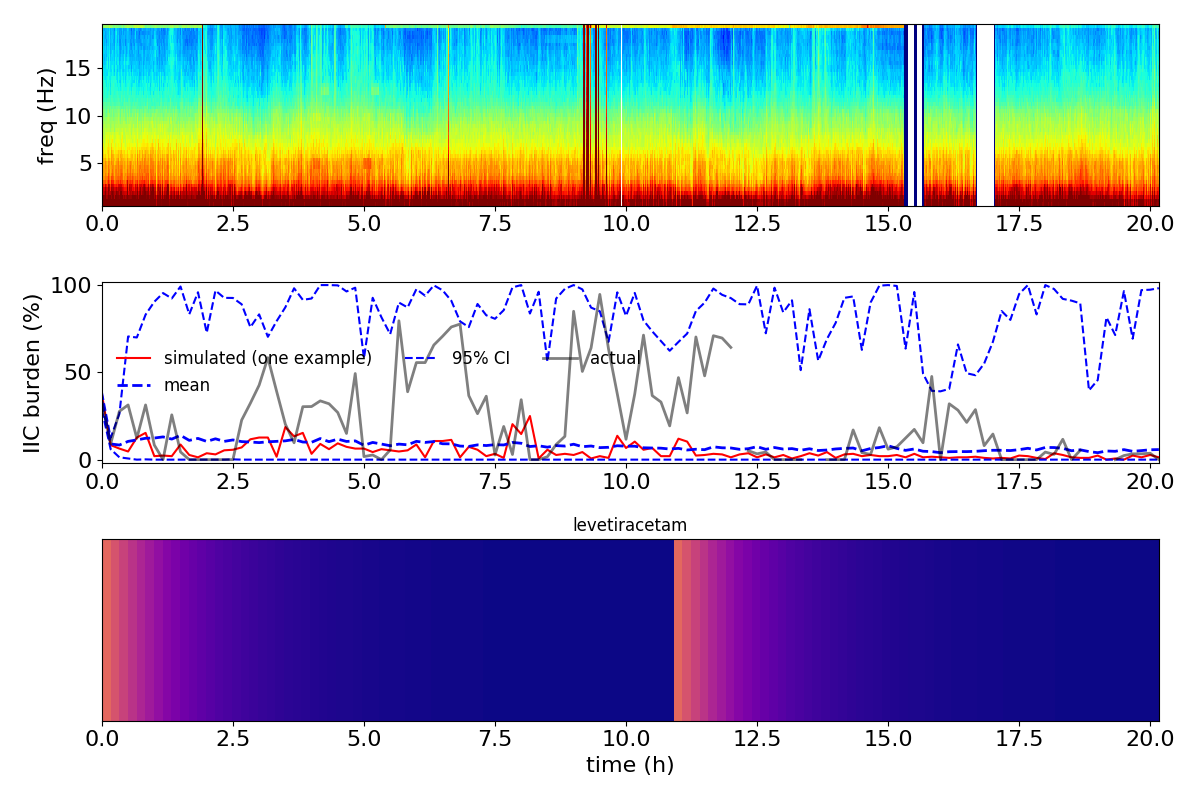 freq (Hz)
15
10
5
0.0 2.5 5.0 7.5 10.0 12.5 15.0 17.5 20.0
IIC burden (%)
100
50
0
simulated (one example) 95% CI actual
mean
0.0 2.5 5.0 7.5 10.0 12.5 15.0 17.5 20.0
levetiracetam
0.0 2.5 5.0 7.5 10.0 12.5 15.0 17.5 20.0
time (h)